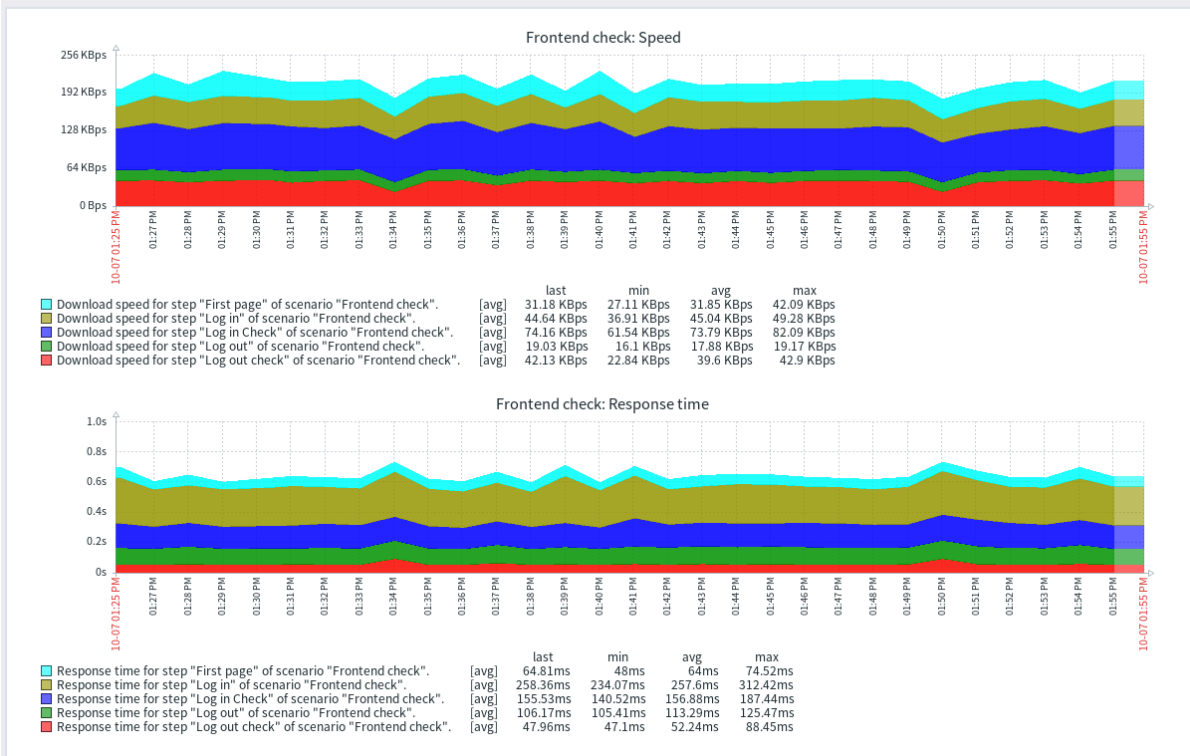 Frontend check: Speed
256 KBps
192 KBps
128 KBps
64 KBps
0 Bps
10-07 01:25 PM 01:27 PM 01:28 PM 01:29 PM 01:30 PM 01:31 PM 01:32 PM 01:33 PM 01:34 PM 01:35 PM 01:36 PM 01:37 PM 01:38 PM 01:39 PM 01:40 PM 01:41 PM 01:42 PM 01:43 PM 01:44 PM 01:45 PM 01:46 PM 01:47 PM 01:48 PM 01:49 PM 01:50 PM 01:51 PM 01:52 PM 01:53 PM 01:54 PM 01:55 PM 10-07 01:55 PM
last min avg max
Download speed for step "First page" of scenario "Frontend check". [avg] 31.18 KBps 27.11 KBps 31.85 KBps 42.09 KBps
Download speed for step "Log in" of scenario "Frontend check". [avg] 44.64 KBps 36.91 KBps 45.04 KBps 49.28 KBps
Download speed for step "Log in Check" of scenario "Frontend check". [avg] 74.16 KBps 61.54 KBps 73.79 KBps 82.09 KBps
Download speed for step "Log out" of scenario "Frontend check". [avg] 19.03 KBps 16.1 KBps 17.88 KBps 19.17 KBps
Download speed for step "Log out check" of scenario "Frontend check". [avg] 42.13 KBps 22.84 KBps 39.6 KBps 42.9 KBps
Frontend check: Response time
1.0s
0.8s
0.6s
0.4s
0.2s
0s
10-07 01:25 PM 01:27 PM 01:28 PM 01:29 PM 01:30 PM 01:31 PM 01:32 PM 01:33 PM 01:34 PM 01:35 PM 01:36 PM 01:37 PM 01:38 PM 01:39 PM 01:40 PM 01:41 PM 01:42 PM 01:43 PM 01:44 PM 01:45 PM 01:46 PM 01:47 PM 01:48 PM 01:49 PM 01:50 PM 01:51 PM 01:52 PM 01:53 PM 01:54 PM 01:55 PM 10-07 01:55 PM
last min avg max
Response time for step "First page" of scenario "Frontend check". [avg] 64.81ms 48ms 64ms 74.52ms
Response time for step "Log in" of scenario "Frontend check". [avg] 258.36ms 234.07ms 257.6ms 312.42ms
Response time for step "Log in Check" of scenario "Frontend check". [avg] 155.53ms 140.52ms 156.88ms 187.44ms
Response time for step "Log out" of scenario "Frontend check". [avg] 106.17ms 105.41ms 113.29ms 125.47ms
Response time for step "Log out check" of scenario "Frontend check". [avg] 47.96ms 47.1ms 52.24ms 88.45ms